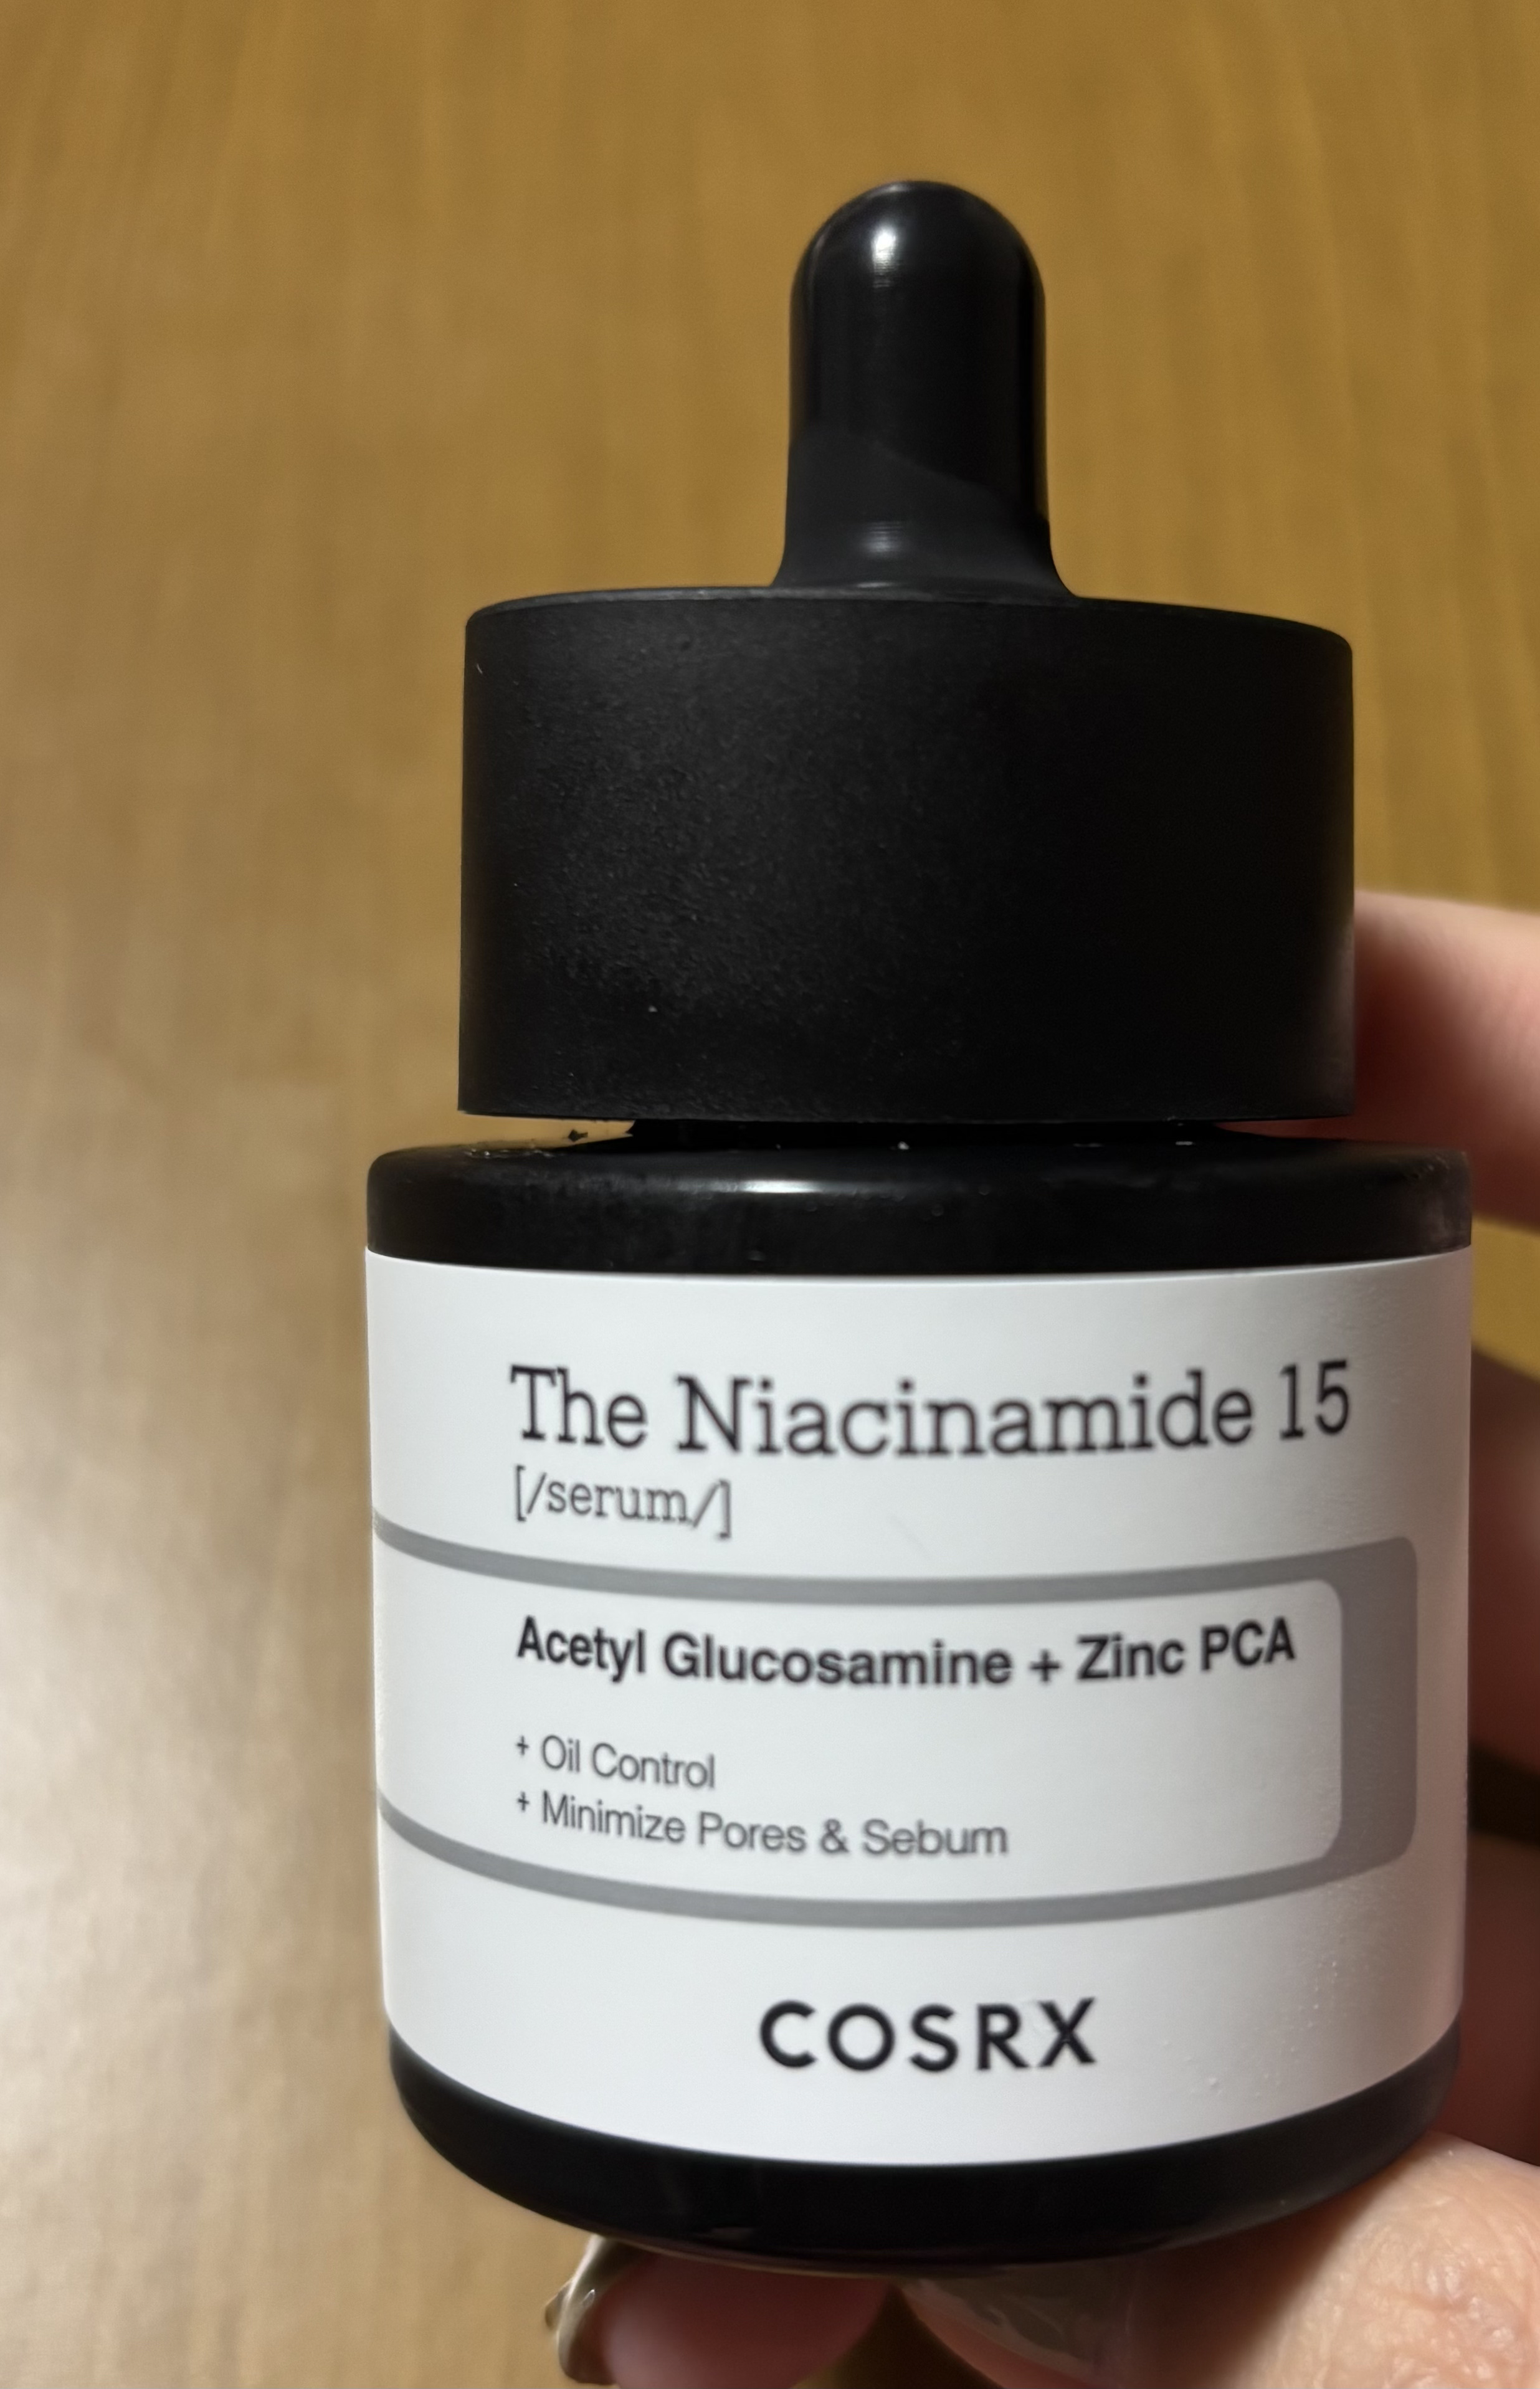 The Niacinamide 15
[/serum/]
Acetyl Glucosamine + Zinc PCA
+ Oil Control
+ Minimize Pores & Sebum
COSRX